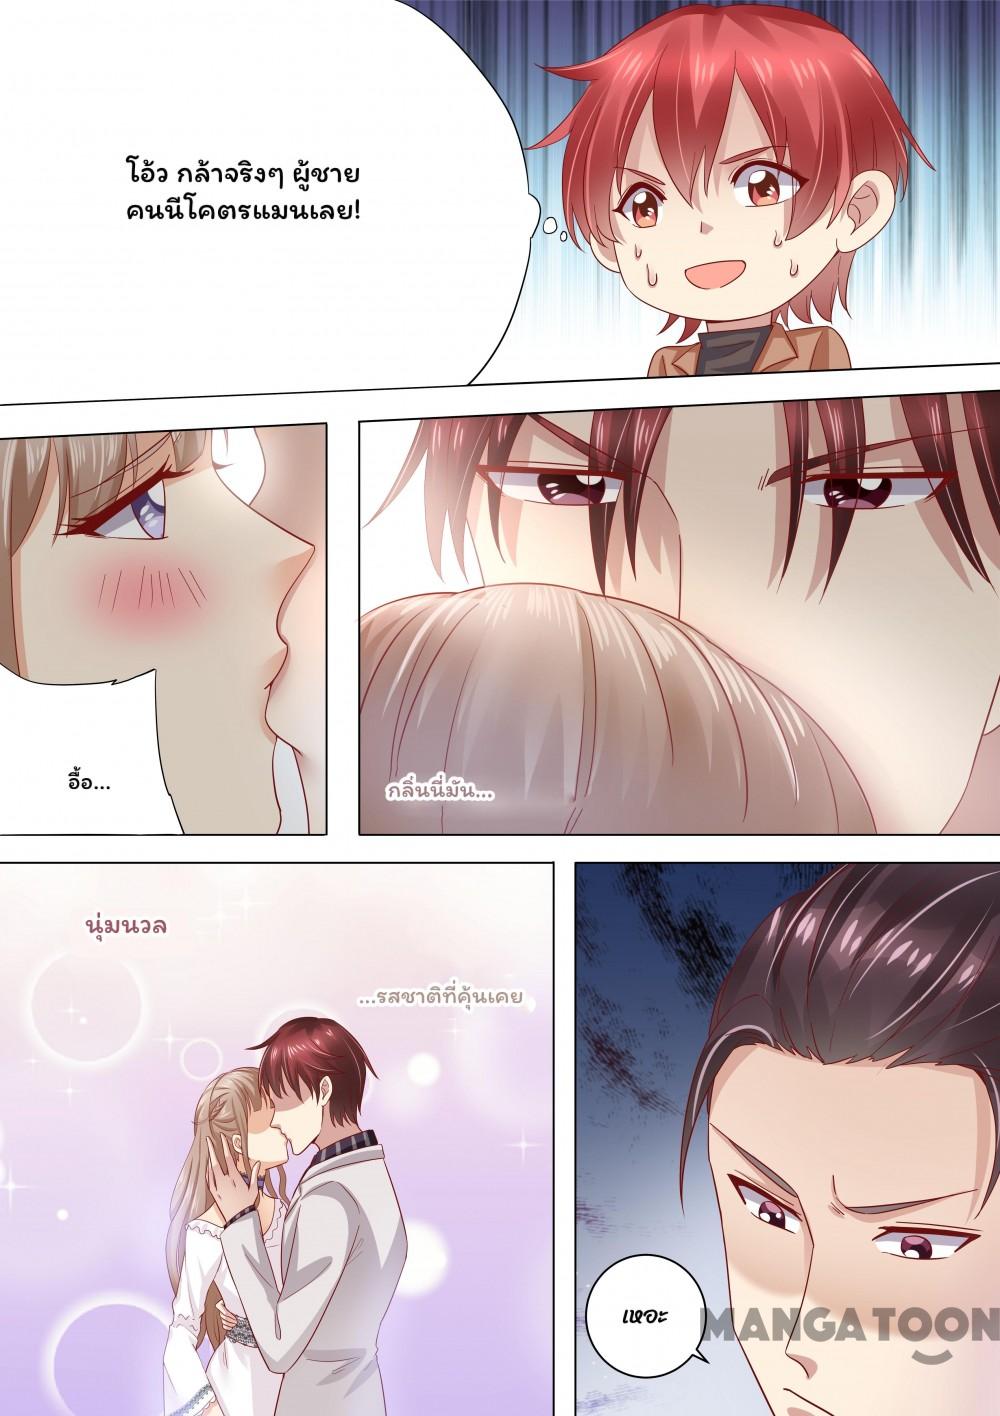 โอ้ว กล้าจริงๆ ผู้ชาย
คนนี้โคตรแมนเลย!
อื้อ...
กลิ่นนี่มัน...
นุ่มนวล
...รสชาติที่คุ้นเคย
เหอะ
MANGATOON